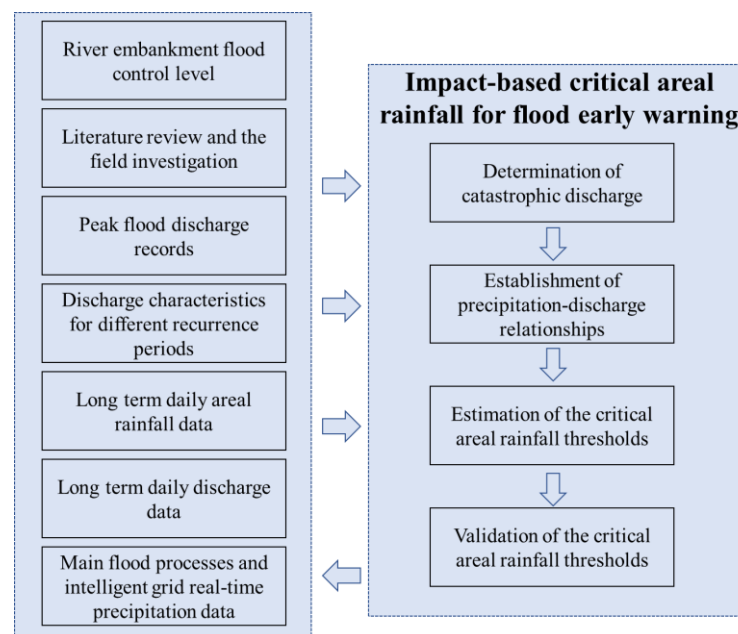 River embankment flood
control level
Literature review and the
field investigation
Peak flood discharge
records
Discharge characteristics
for different recurrence
periods
Long term daily areal
rainfall data
Long term daily discharge
data
Main flood processes and
intelligent grid real-time
precipitation data
Impact-based critical areal
rainfall for flood early warning
Determination of
catastrophic discharge
Establishment of
precipitation-discharge
relationships
Estimation of the critical
areal rainfall thresholds
Validation of the critical
areal rainfall thresholds